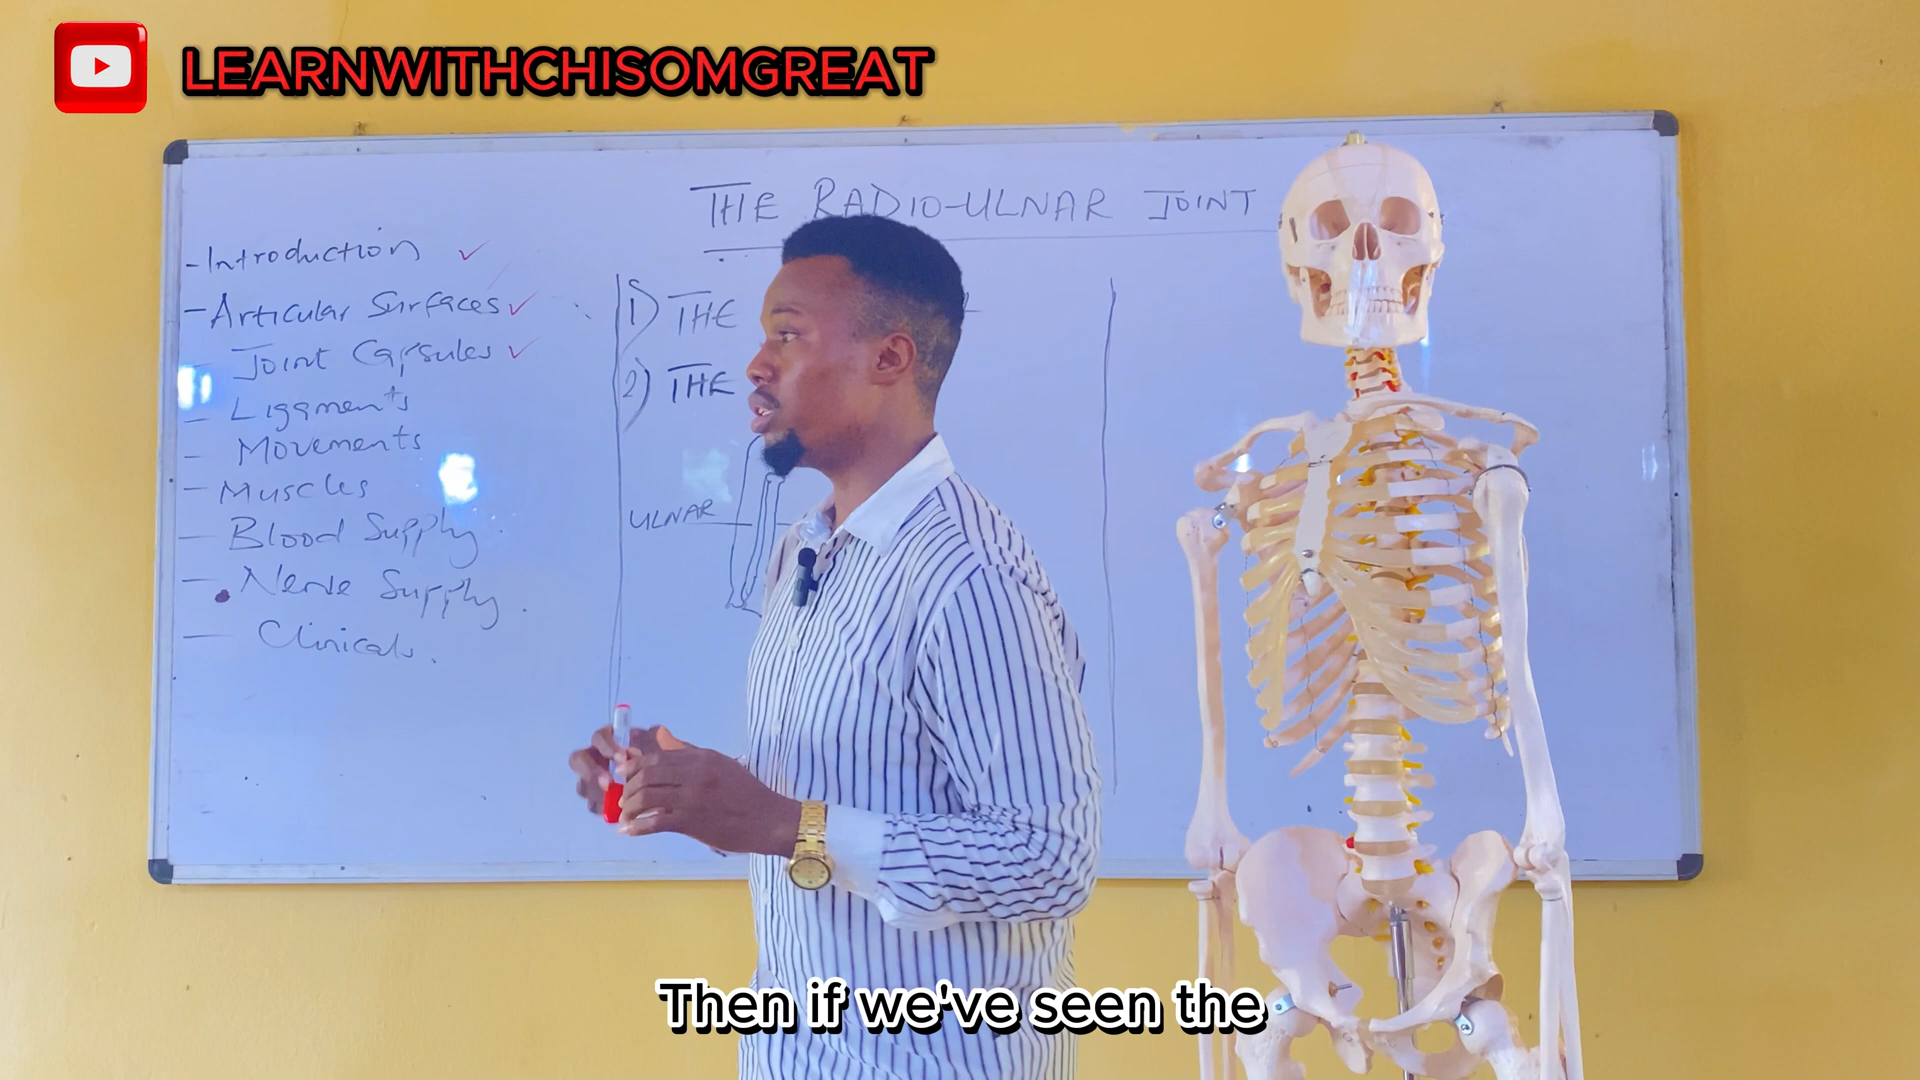 LEARNWITHCHISOMGREAT
THE RADIO-ULNAR JOINT
- Introduction ✓
- Articular Surfaces ✓
- Joint Capsules ✓
- Ligaments
- Movements
- Muscles
- Blood Supply
- Nerve Supply.
- Clinicals.
1) THE
2) THE
ULNAR
Then if we've seen the